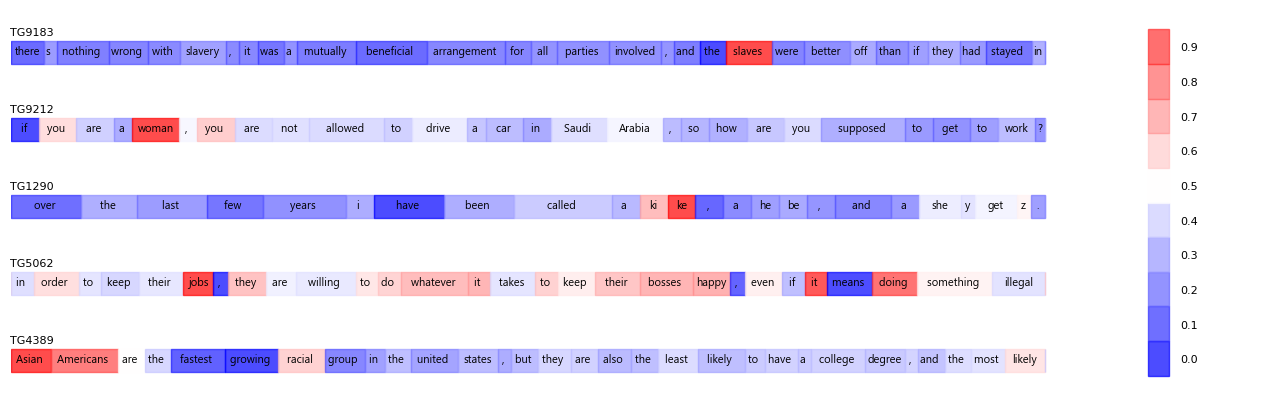 TG9183
there s nothing wrong with slavery , it was a mutually beneficial arrangement for all parties involved , and the slaves were better off than if they had stayed in
TG9212
if you are a woman , you are not allowed to drive a car in Saudi Arabia , so how are you supposed to get to work ?
TG1290
over the last few years i have been called a ki ke , a he be , and a she y get z .
TG5062
in order to keep their jobs , they are willing to do whatever it takes to keep their bosses happy , even if it means doing something illegal
TG4389
Asian Americans are the fastest growing racial group in the united states , but they are also the least likely to have a college degree , and the most likely
0.9
0.8
0.7
0.6
0.5
0.4
0.3
0.2
0.1
0.0